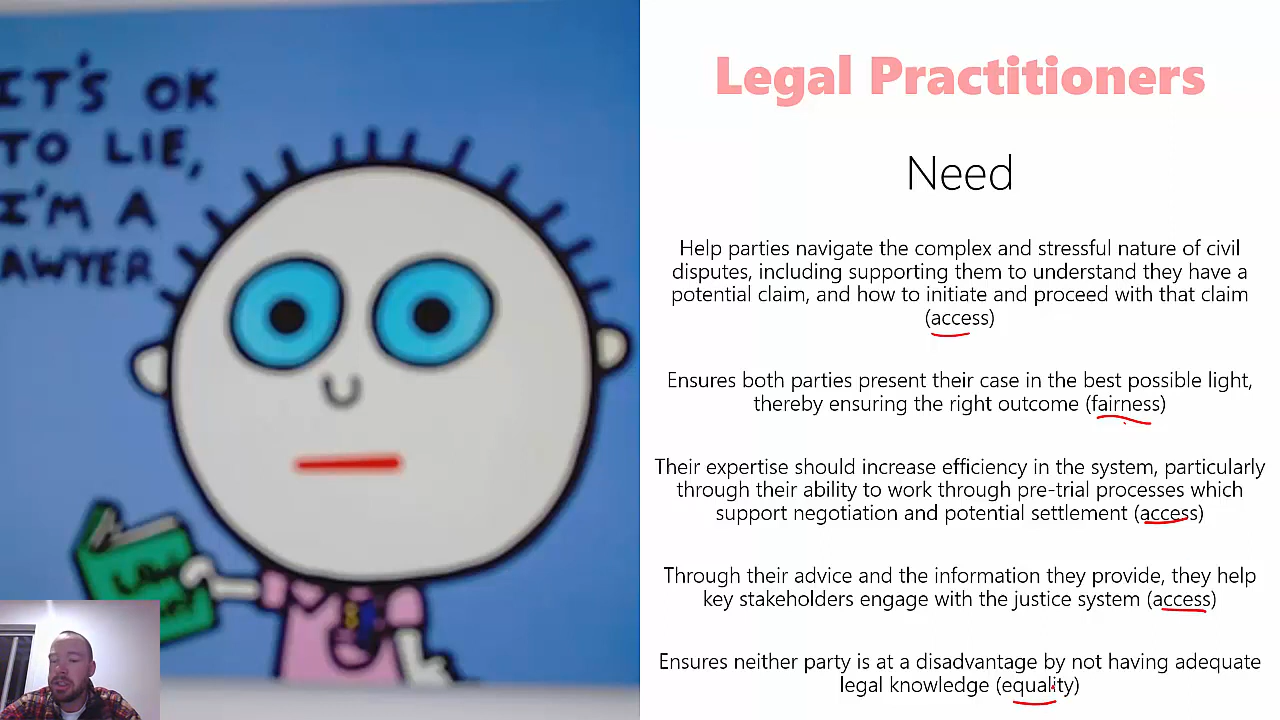 IT'S OK
TO LIE,
I'M A
LAWYER
Legal Practitioners
Need
Help parties navigate the complex and stressful nature of civil
disputes, including supporting them to understand they have a
potential claim, and how to initiate and proceed with that claim
(access)
Ensures both parties present their case in the best possible light,
thereby ensuring the right outcome (fairness)
Their expertise should increase efficiency in the system, particularly
through their ability to work through pre-trial processes which
support negotiation and potential settlement (access)
Through their advice and the information they provide, they help
key stakeholders engage with the justice system (access)
Ensures neither party is at a disadvantage by not having adequate
legal knowledge (equality)